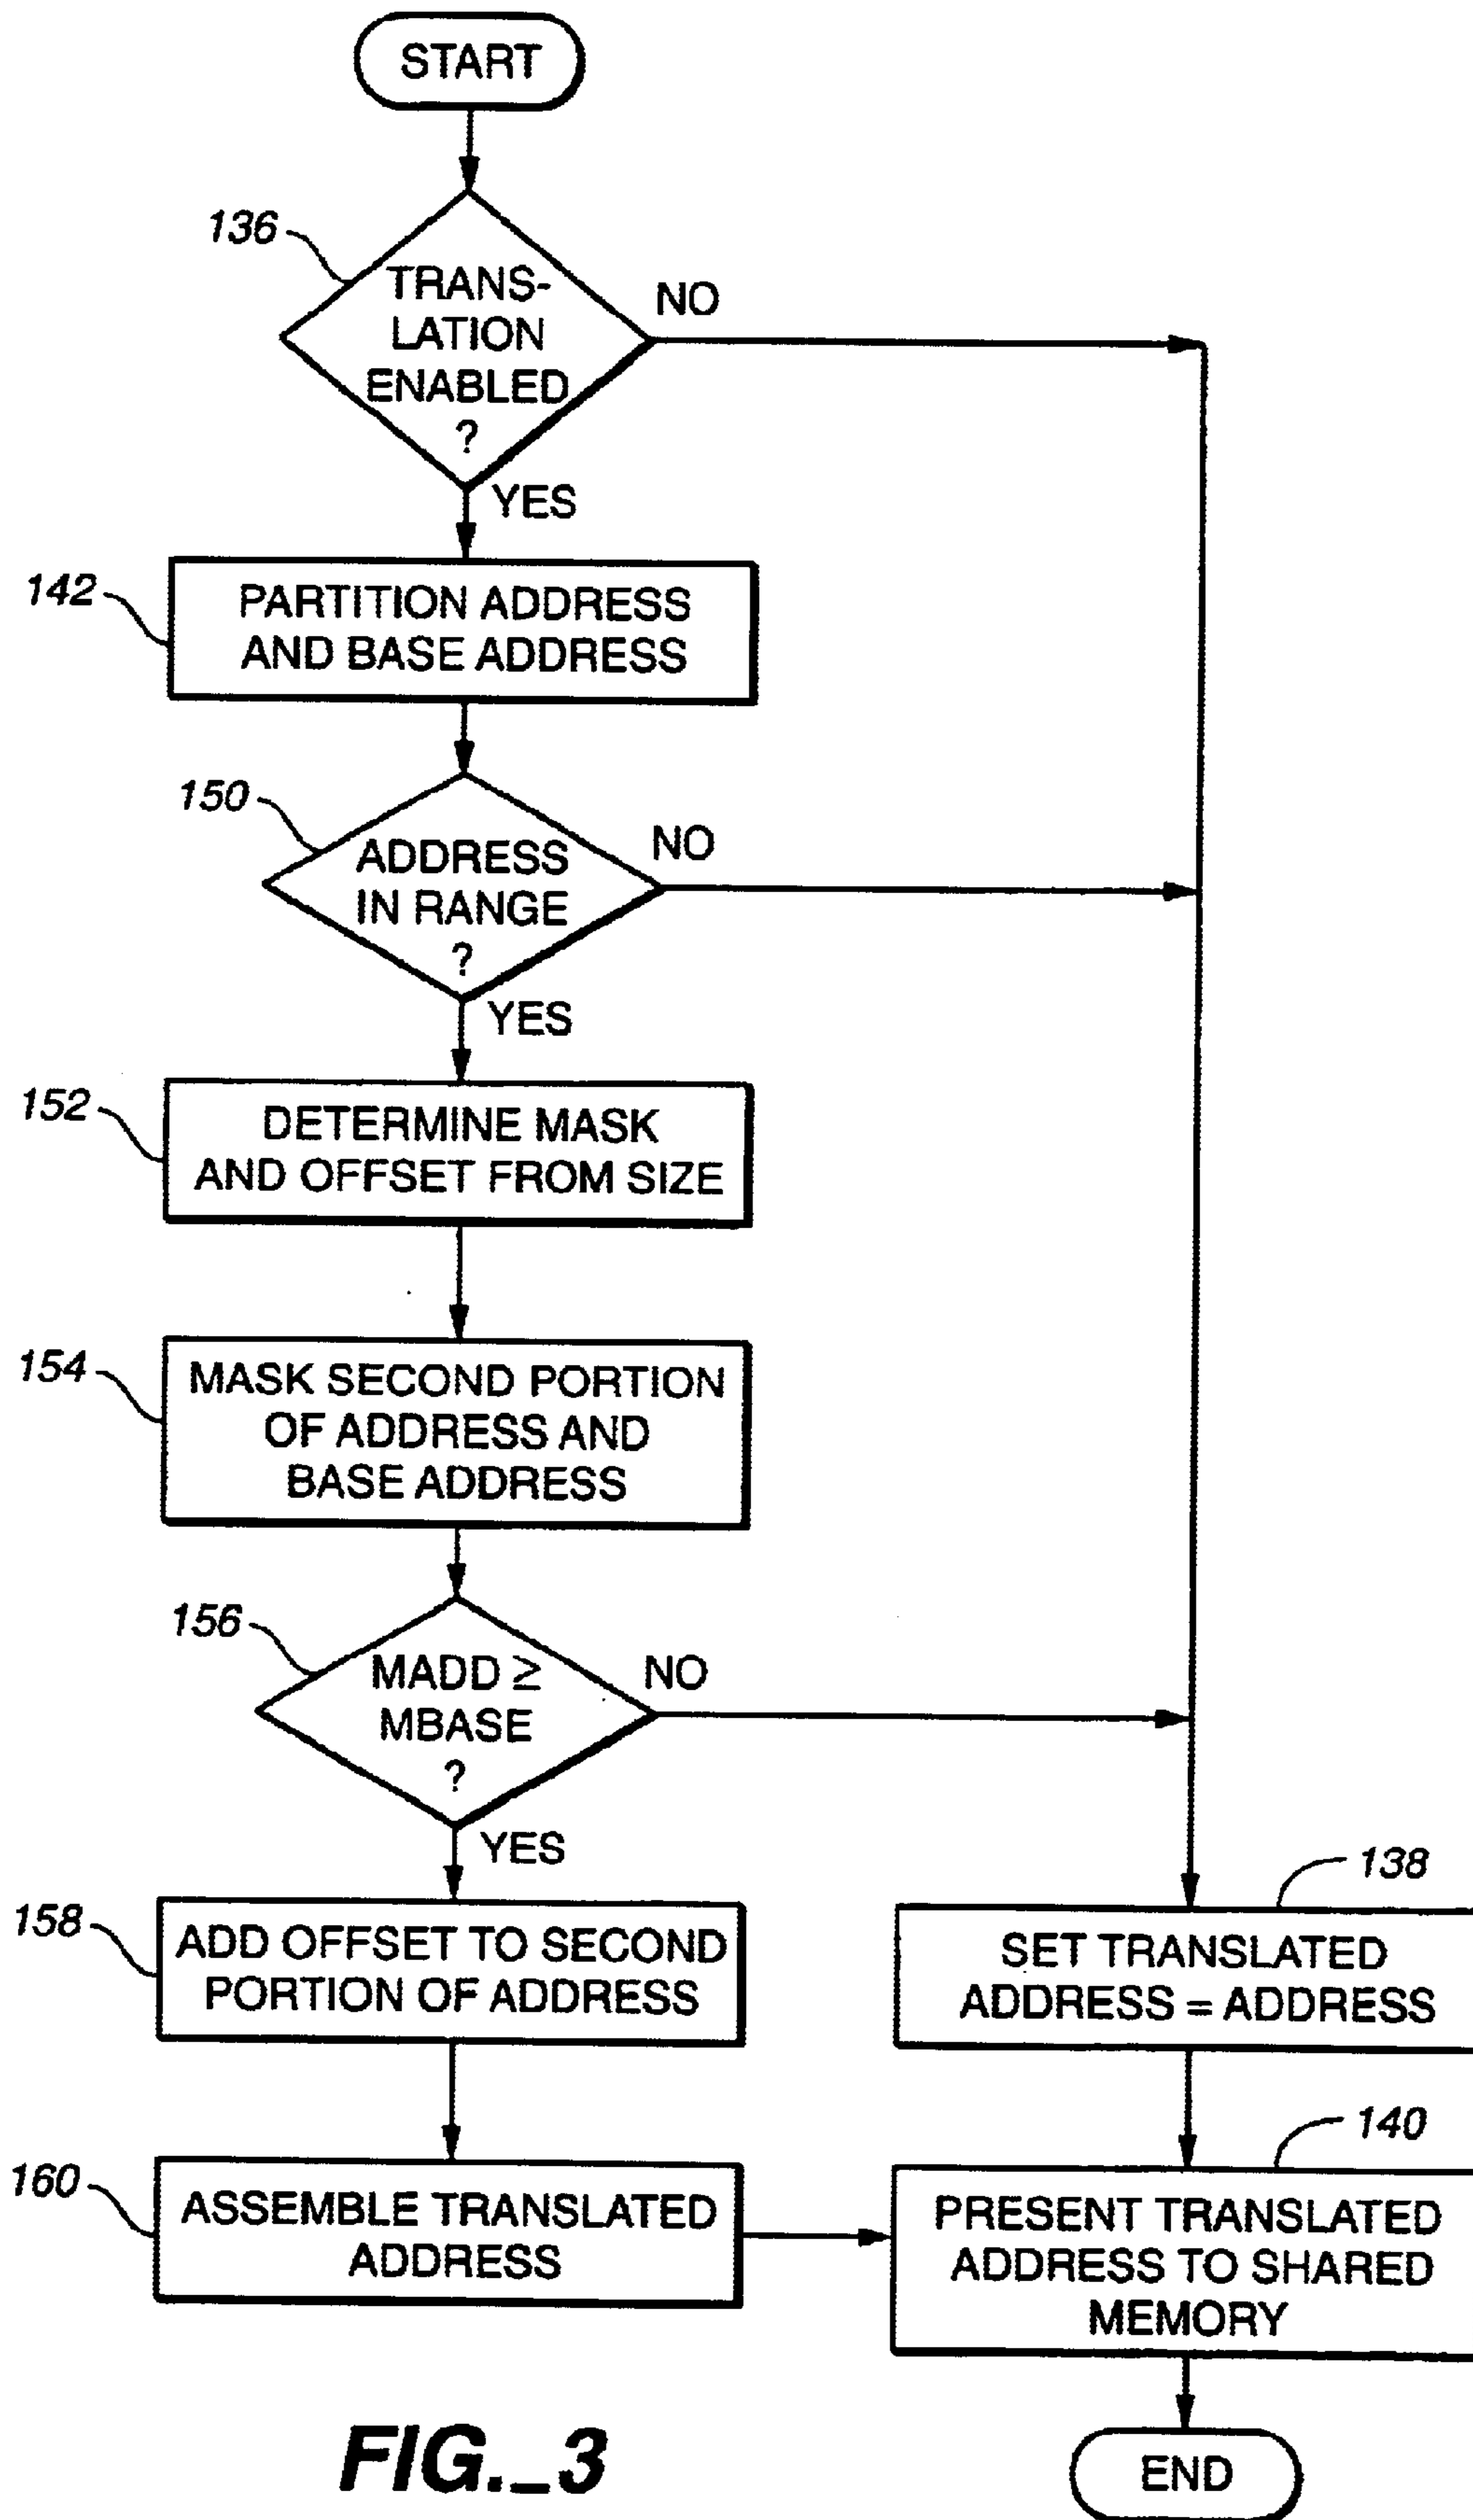 START
136
TRANS-
LATION
ENABLED
?
NO
YES
142
PARTITION ADDRESS
AND BASE ADDRESS
150
ADDRESS
IN RANGE
?
NO
YES
152
DETERMINE MASK
AND OFFSET FROM SIZE
154
MASK SECOND PORTION
OF ADDRESS AND
BASE ADDRESS
156
MADD ≥
MBASE
?
NO
YES
158
ADD OFFSET TO SECOND
PORTION OF ADDRESS
138
SET TRANSLATED
ADDRESS = ADDRESS
160
ASSEMBLE TRANSLATED
ADDRESS
140
PRESENT TRANSLATED
ADDRESS TO SHARED
MEMORY
END
FIG._3